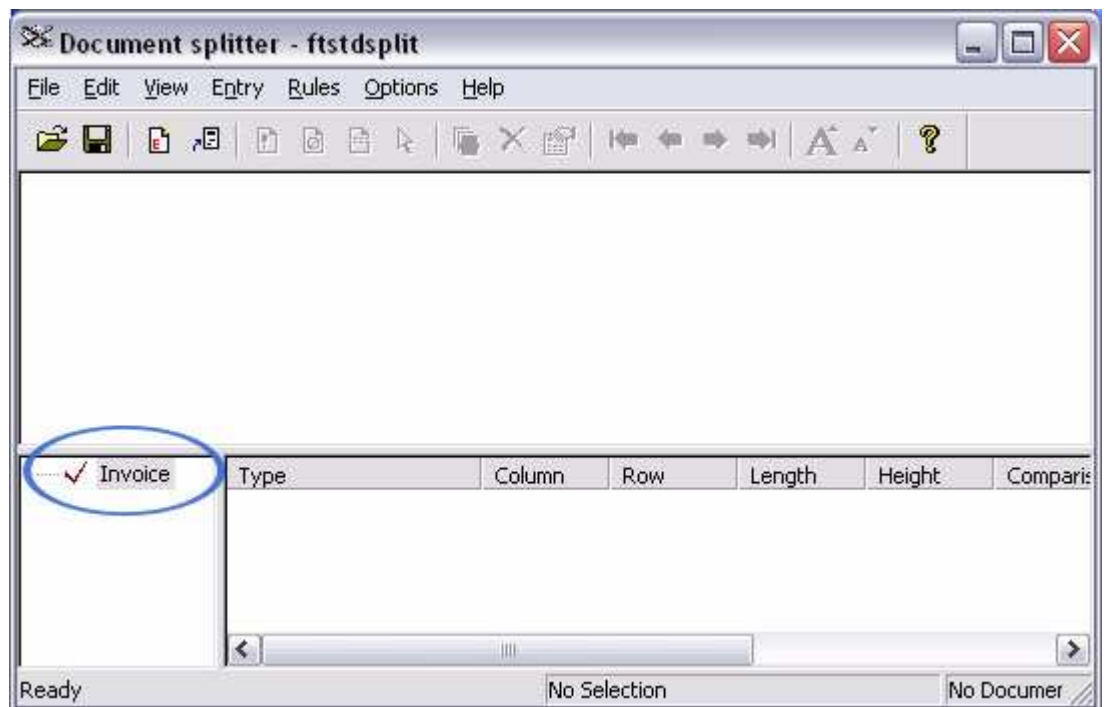 Document splitter - ftstdsplit
File Edit View Entry Rules Options Help
Invoice
Type Column Row Length Height Comparis
Ready No Selection No Documer